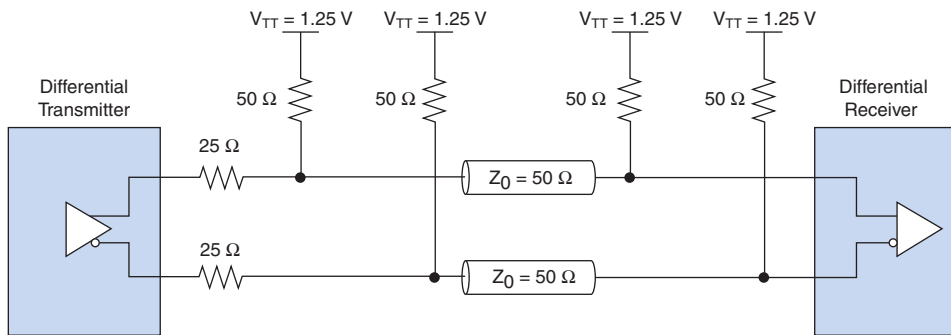 V_TT = 1.25 V V_TT = 1.25 V V_TT = 1.25 V V_TT = 1.25 V
Differential
Transmitter
Differential
Receiver
50 Ω 50 Ω 50 Ω 50 Ω
25 Ω
Z_0 = 50 Ω
25 Ω
Z_0 = 50 Ω